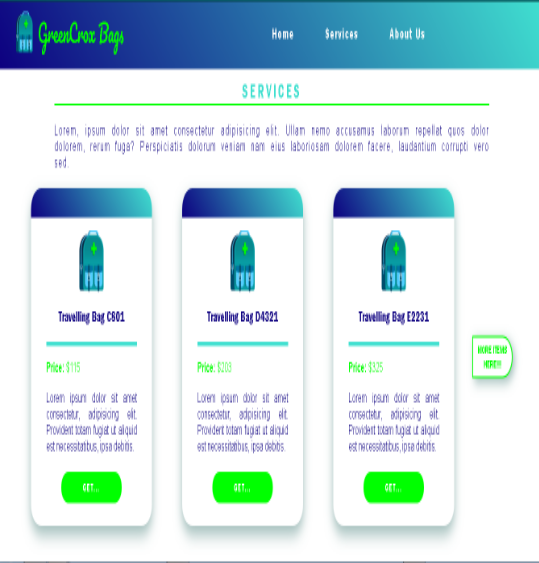 GreenCrox Bags
Home Services About Us
SERVICES
Lorem, ipsum dolor sit amet consectetur adipisicing elit. Ullam nemo accusamus laborum repellat quos dolor
dolorem, rerum fuga? Perspiciatis dolorum veniam nam eius laboriosam dolorem facere, laudantium corrupti vero
sed.
Travelling Bag C601
Price: $115
Lorem ipsum dolor sit amet
consectetur, adipisicing elit.
Provident totam fugiat ut aliquid
est necessitatibus, ipsa debitis.
GET...
Travelling Bag D4321
Price: $203
Lorem ipsum dolor sit amet
consectetur, adipisicing elit.
Provident totam fugiat ut aliquid
est necessitatibus, ipsa debitis.
GET...
Travelling Bag E2231
Price: $325
Lorem ipsum dolor sit amet
consectetur, adipisicing elit.
Provident totam fugiat ut aliquid
est necessitatibus, ipsa debitis.
GET...
MORE ITEMS
HERE!!!